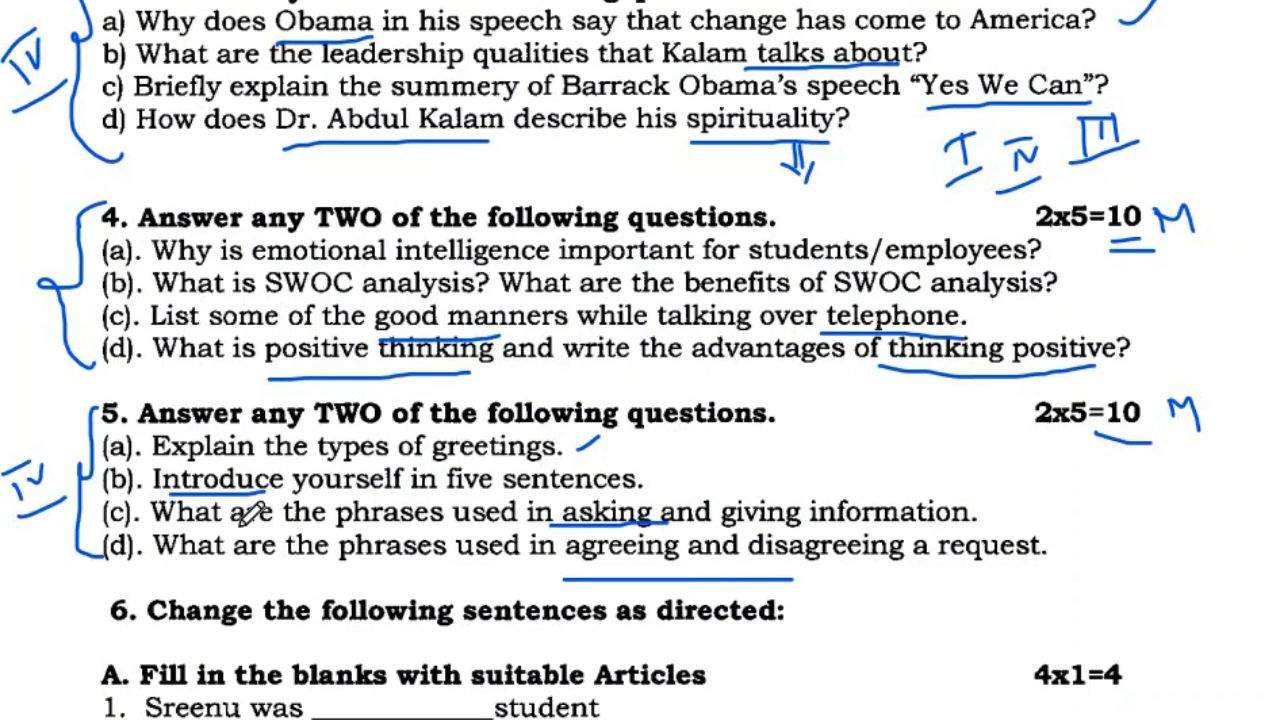 a) Why does Obama in his speech say that change has come to America?
IV
b) What are the leadership qualities that Kalam talks about?
c) Briefly explain the summery of Barrack Obama's speech "Yes We Can"?
d) How does Dr. Abdul Kalam describe his spirituality?
I IV III
4. Answer any TWO of the following questions. 2x5=10 M
(a). Why is emotional intelligence important for students/employees?
(b). What is SWOC analysis? What are the benefits of SWOC analysis?
(c). List some of the good manners while talking over telephone.
(d). What is positive thinking and write the advantages of thinking positive?
5. Answer any TWO of the following questions. 2x5=10 M
(a). Explain the types of greetings.
IV
(b). Introduce yourself in five sentences.
(c). What are the phrases used in asking and giving information.
(d). What are the phrases used in agreeing and disagreeing a request.
6. Change the following sentences as directed:
A. Fill in the blanks with suitable Articles 4x1=4
1. Sreenu was ____________student